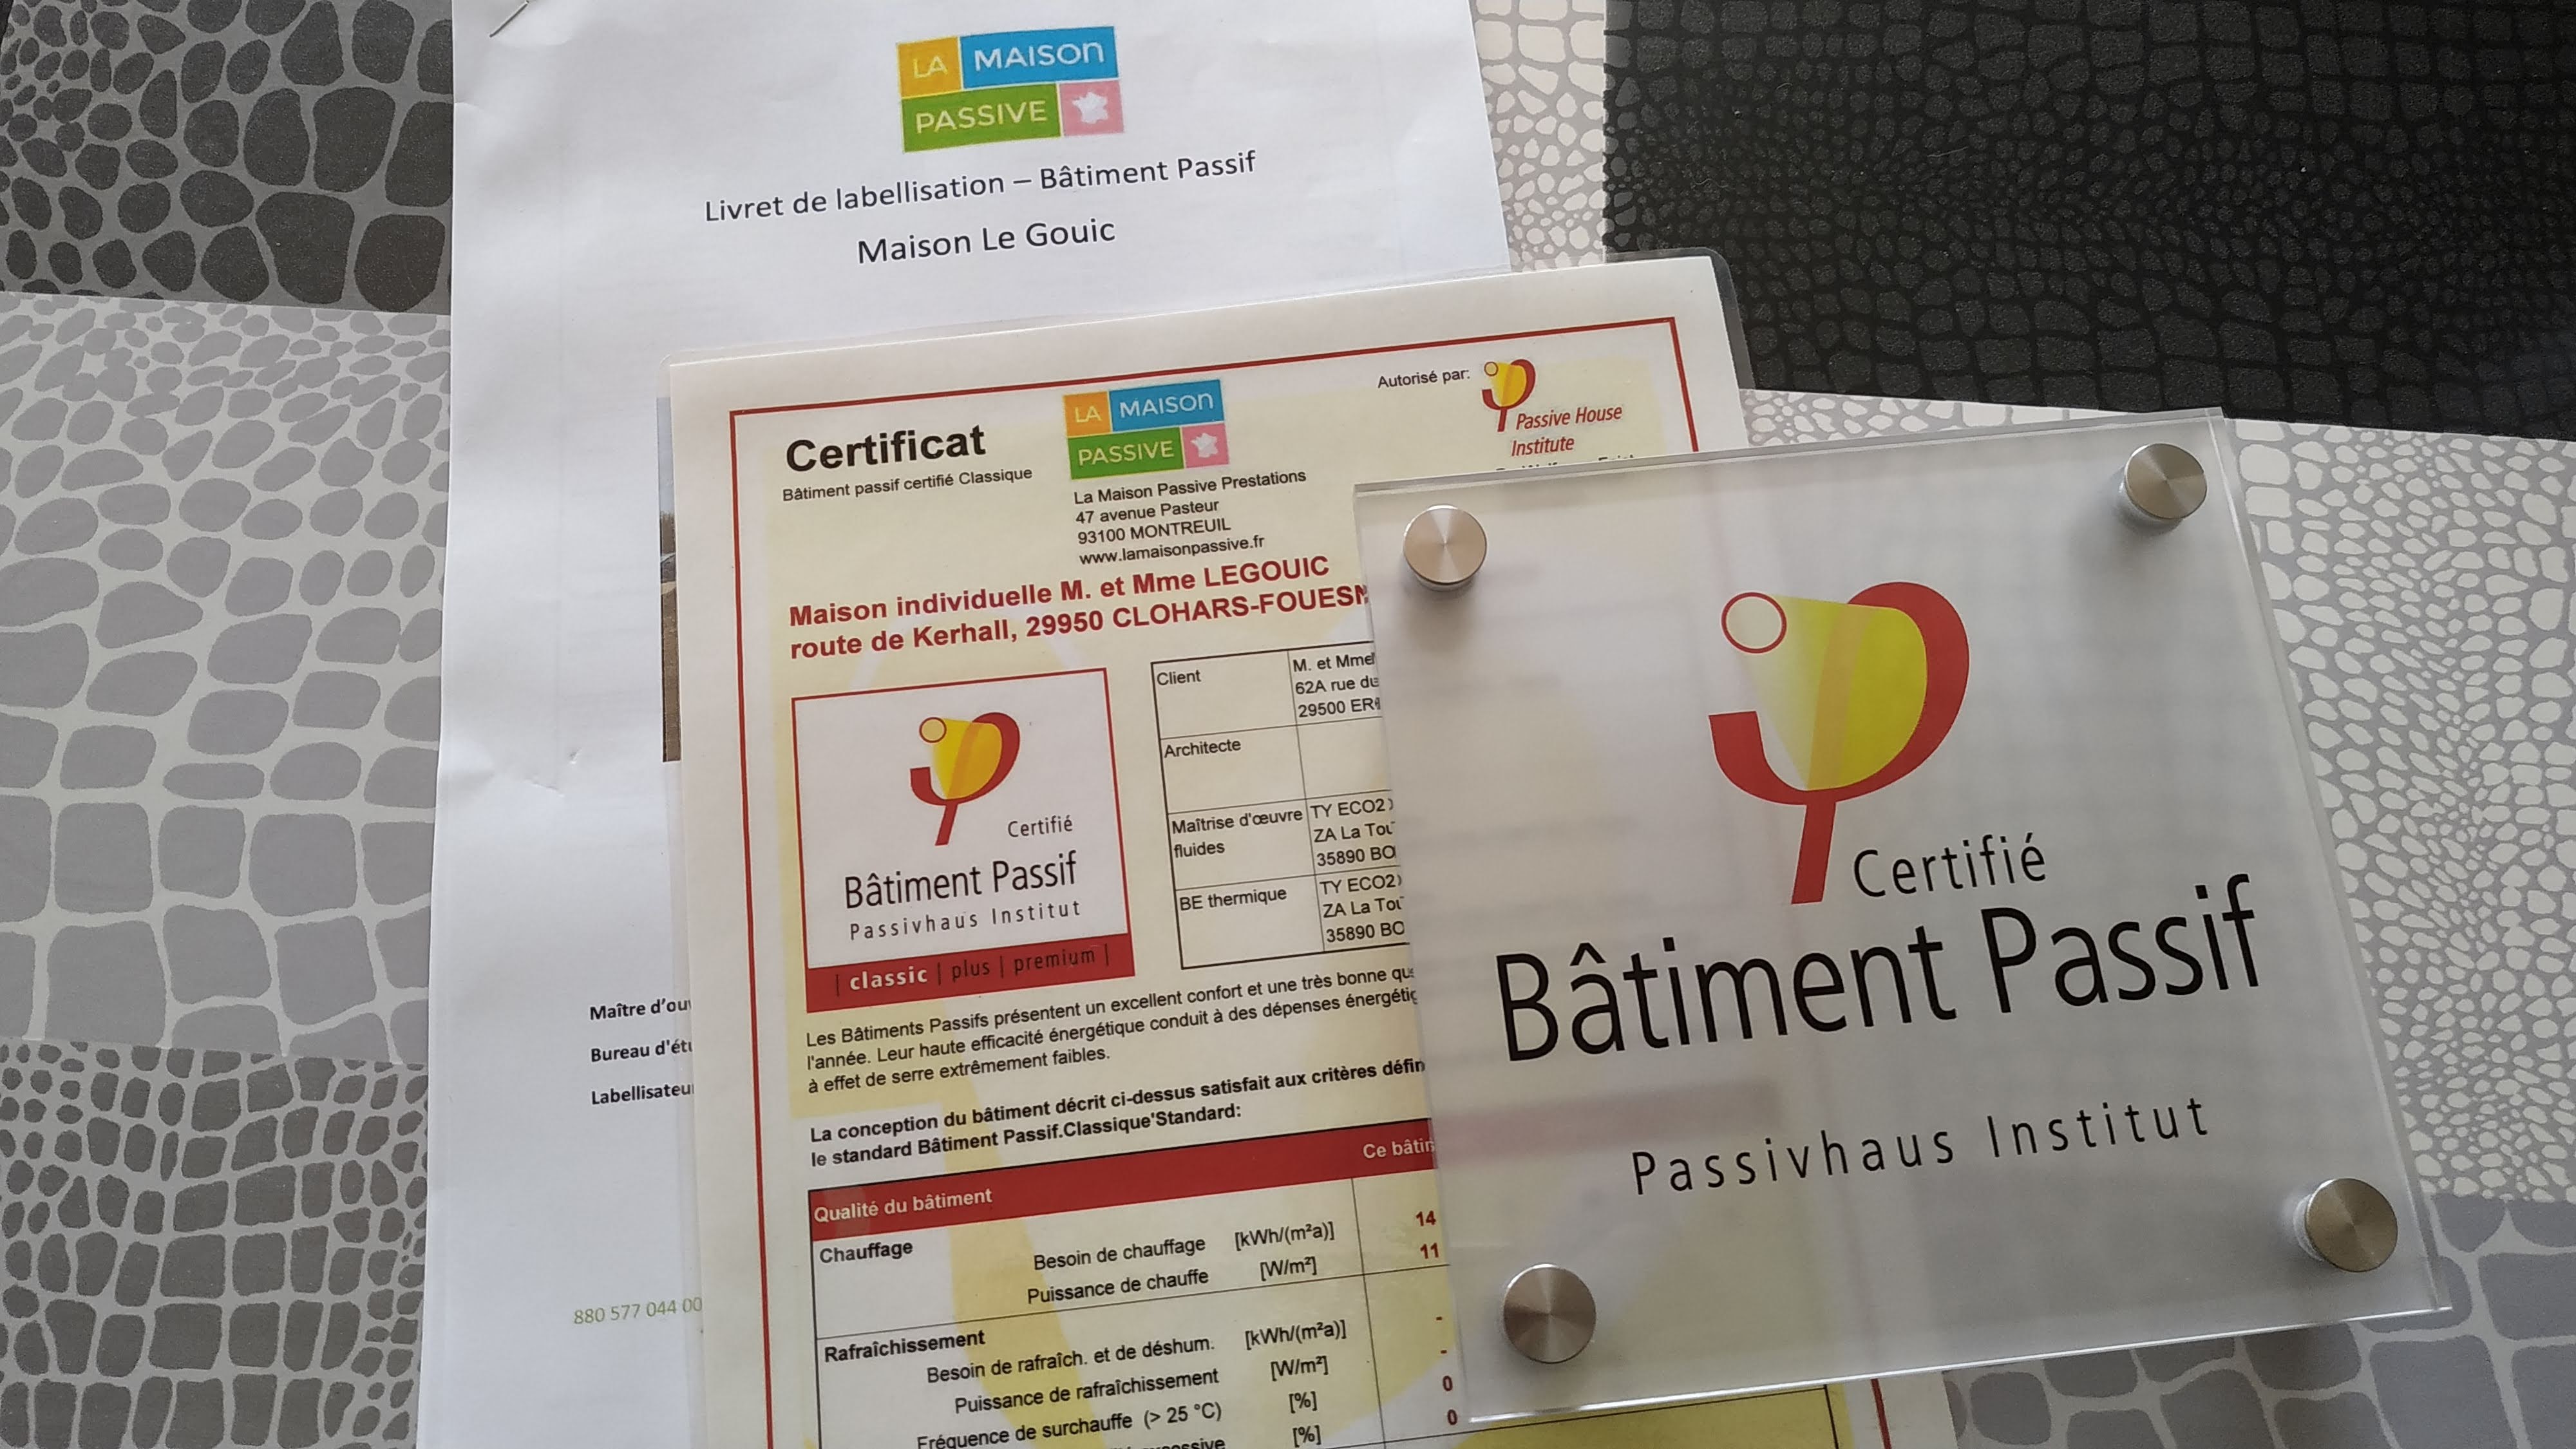 LA MAISON
PASSIVE
Livret de labellisation – Bâtiment Passif
Maison Le Gouic
Maître d'ou
Bureau d'étu
Labellisateur
880 577 044 00
Certificat
Bâtiment passif certifié Classique
LA MAISON
PASSIVE
La Maison Passive Prestations
47 avenue Pasteur
93100 MONTREUIL
www.lamaisonpassive.fr
Autorisé par:
Passive House
Institute
Maison individuelle M. et Mme LEGOUIC
route de Kerhall, 29950 CLOHARS-FOUESN
Certifié
Bâtiment Passif
Passivhaus Institut
| classic | plus | premium |
Client
M. et Mme
62A rue du
29500 ER
Architecte
Maîtrise d'œuvre
fluides
TY ECO2
ZA La Tou
35890 BO
BE thermique
TY ECO2
ZA La Tou
35890 BO
Les Bâtiments Passifs présentent un excellent confort et une très bonne qu
l'année. Leur haute efficacité énergétique conduit à des dépenses énergétiq
à effet de serre extrêmement faibles.
La conception du bâtiment décrit ci-dessus satisfait aux critères défin
le standard Bâtiment Passif.Classique'Standard:
Qualité du bâtiment Ce bâtim
Chauffage
Besoin de chauffage [kWh/(m²a)] 14
Puissance de chauffe [W/m²] 11
Rafraîchissement
Besoin de rafraîch. et de déshum. [kWh/(m²a)] -
Puissance de rafraîchissement [W/m²] -
Fréquence de surchauffe (> 25 °C) [%] 0
[%] 0
Certifié
Bâtiment Passif
Passivhaus Institut